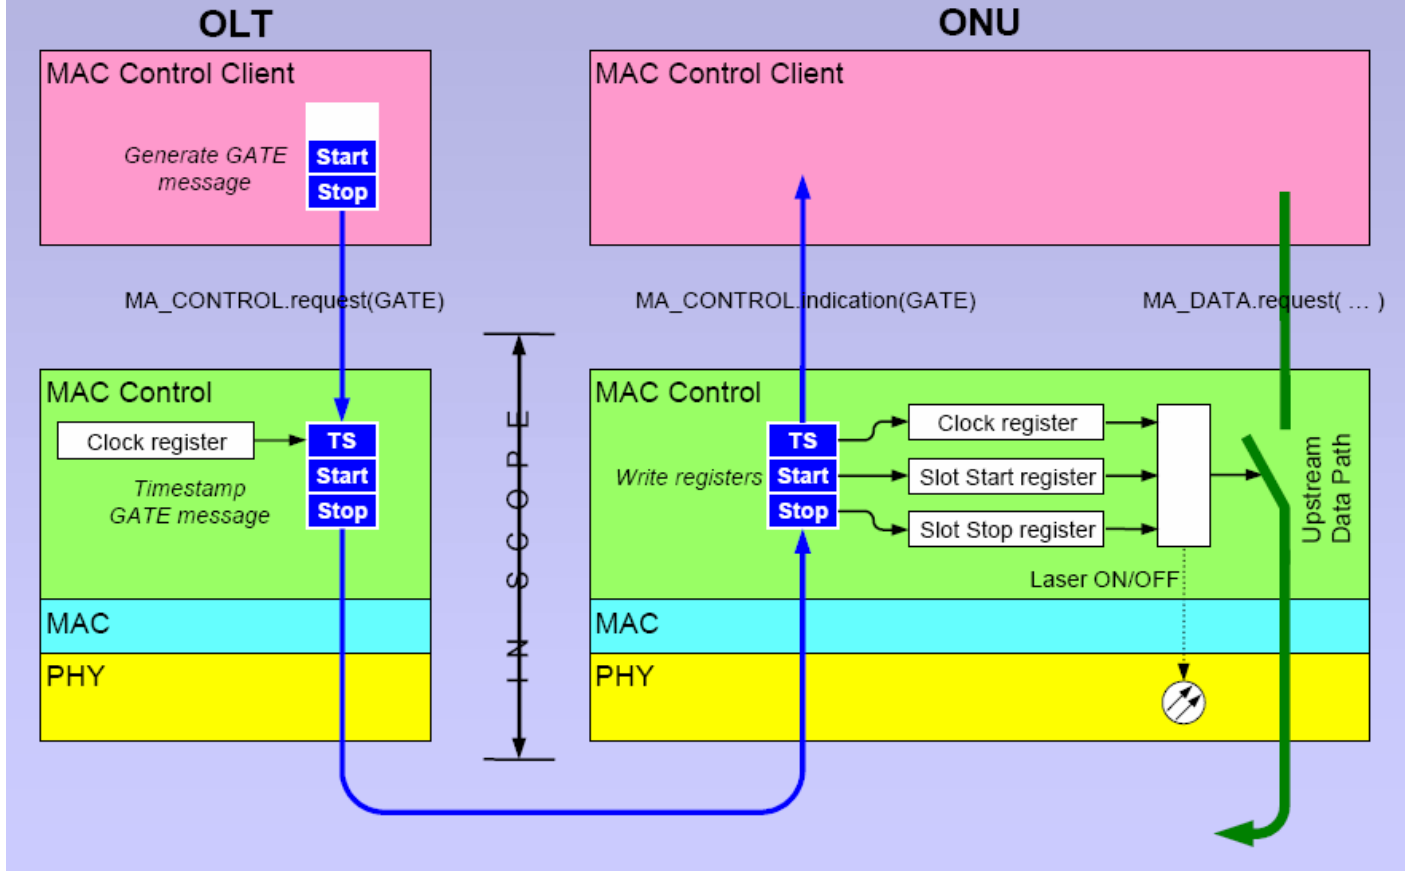 OLT
ONU
MAC Control Client
Generate GATE
message
Start
Stop
MAC Control Client
MA_CONTROL.request(GATE)
MA_CONTROL.indication(GATE)
MA_DATA.request( ... )
IN SCOPE
MAC Control
Clock register
TS
Start
Stop
Timestamp
GATE message
MAC
PHY
MAC Control
Write registers
TS
Start
Stop
Clock register
Slot Start register
Slot Stop register
Laser ON/OFF
Upstream
Data Path
MAC
PHY